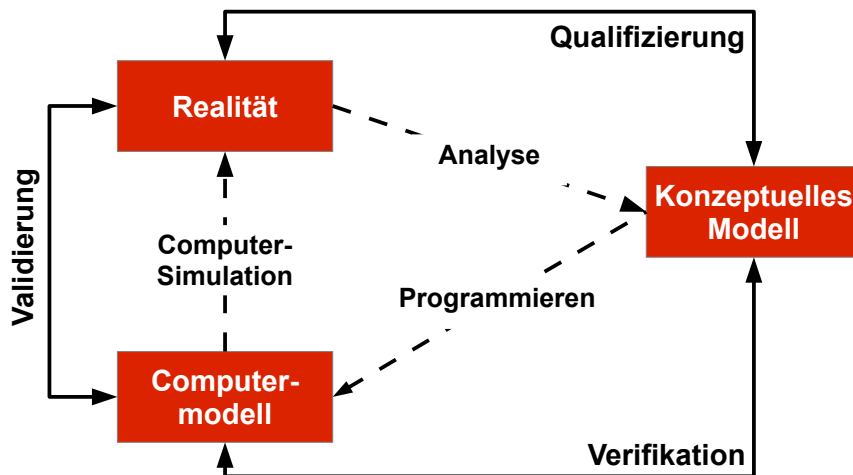 Qualifizierung
Realität
Analyse
Konzeptuelles
Modell
Validierung
Computer-
Simulation
Programmieren
Computer-
modell
Verifikation